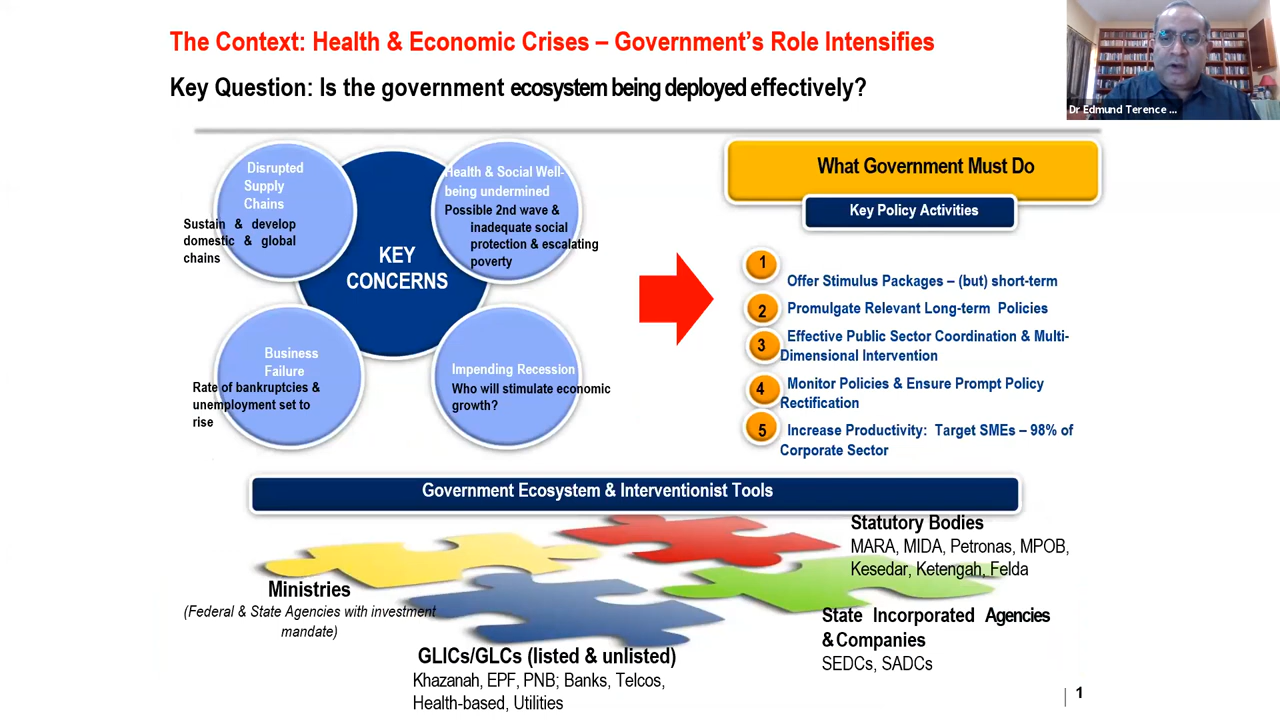 The Context: Health & Economic Crises – Government's Role Intensifies
Key Question: Is the government ecosystem being deployed effectively?
Dr Edmund Terence ...
Disrupted
Supply
Chains
Sustain & develop
domestic & global
chains
KEY
CONCERNS
Health & Social Well-
being undermined
Possible 2nd wave &
inadequate social
protection & escalating
poverty
Business
Failure
Rate of bankruptcies &
unemployment set to
rise
Impending Recession
Who will stimulate economic
growth?
What Government Must Do
Key Policy Activities
1
Offer Stimulus Packages – (but) short-term
2 Promulgate Relevant Long-term Policies
3 Effective Public Sector Coordination & Multi-
Dimensional Intervention
4 Monitor Policies & Ensure Prompt Policy
Rectification
5 Increase Productivity: Target SMEs – 98% of
Corporate Sector
Government Ecosystem & Interventionist Tools
Ministries
(Federal & State Agencies with investment
mandate)
GLICs/GLCs (listed & unlisted)
Khazanah, EPF, PNB; Banks, Telcos,
Health-based, Utilities
Statutory Bodies
MARA, MIDA, Petronas, MPOB,
Kesedar, Ketengah, Felda
State Incorporated Agencies
& Companies
SEDCs, SADCs
1